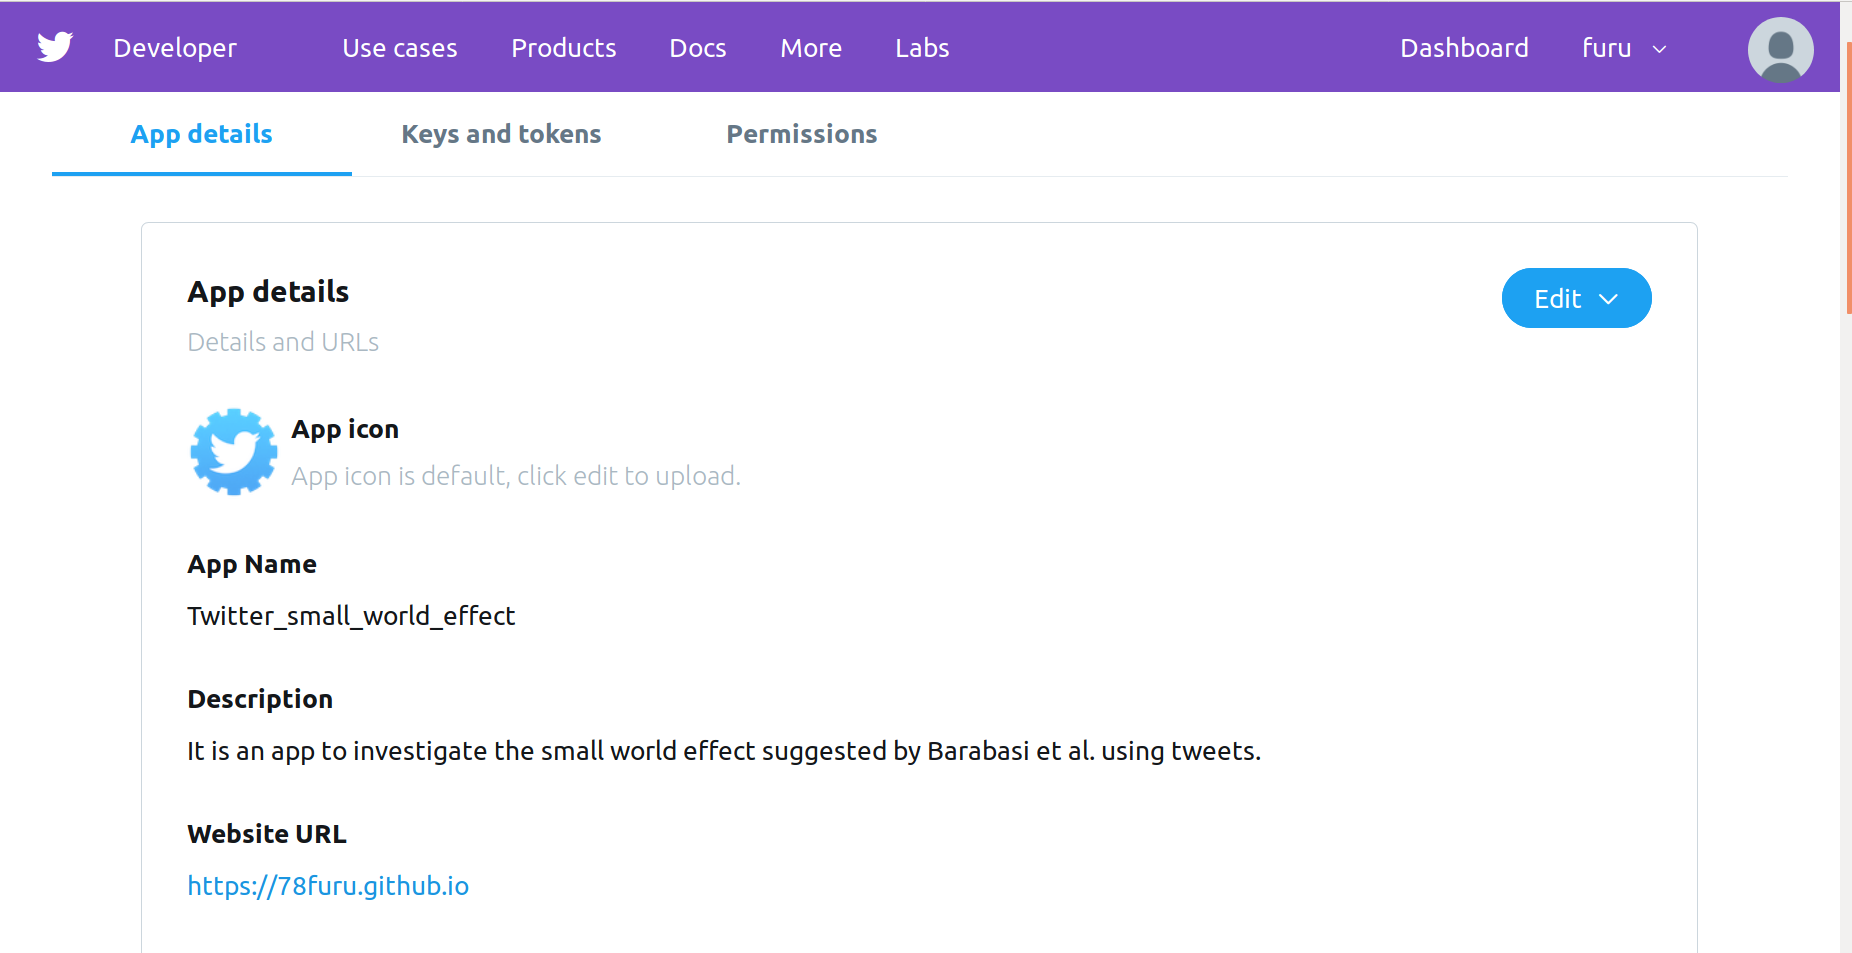 Developer Use cases Products Docs More Labs Dashboard furu
App details Keys and tokens Permissions
App details
Edit
Details and URLs
App icon
App icon is default, click edit to upload.
App Name
Twitter_small_world_effect
Description
It is an app to investigate the small world effect suggested by Barabasi et al. using tweets.
Website URL
https://78furu.github.io